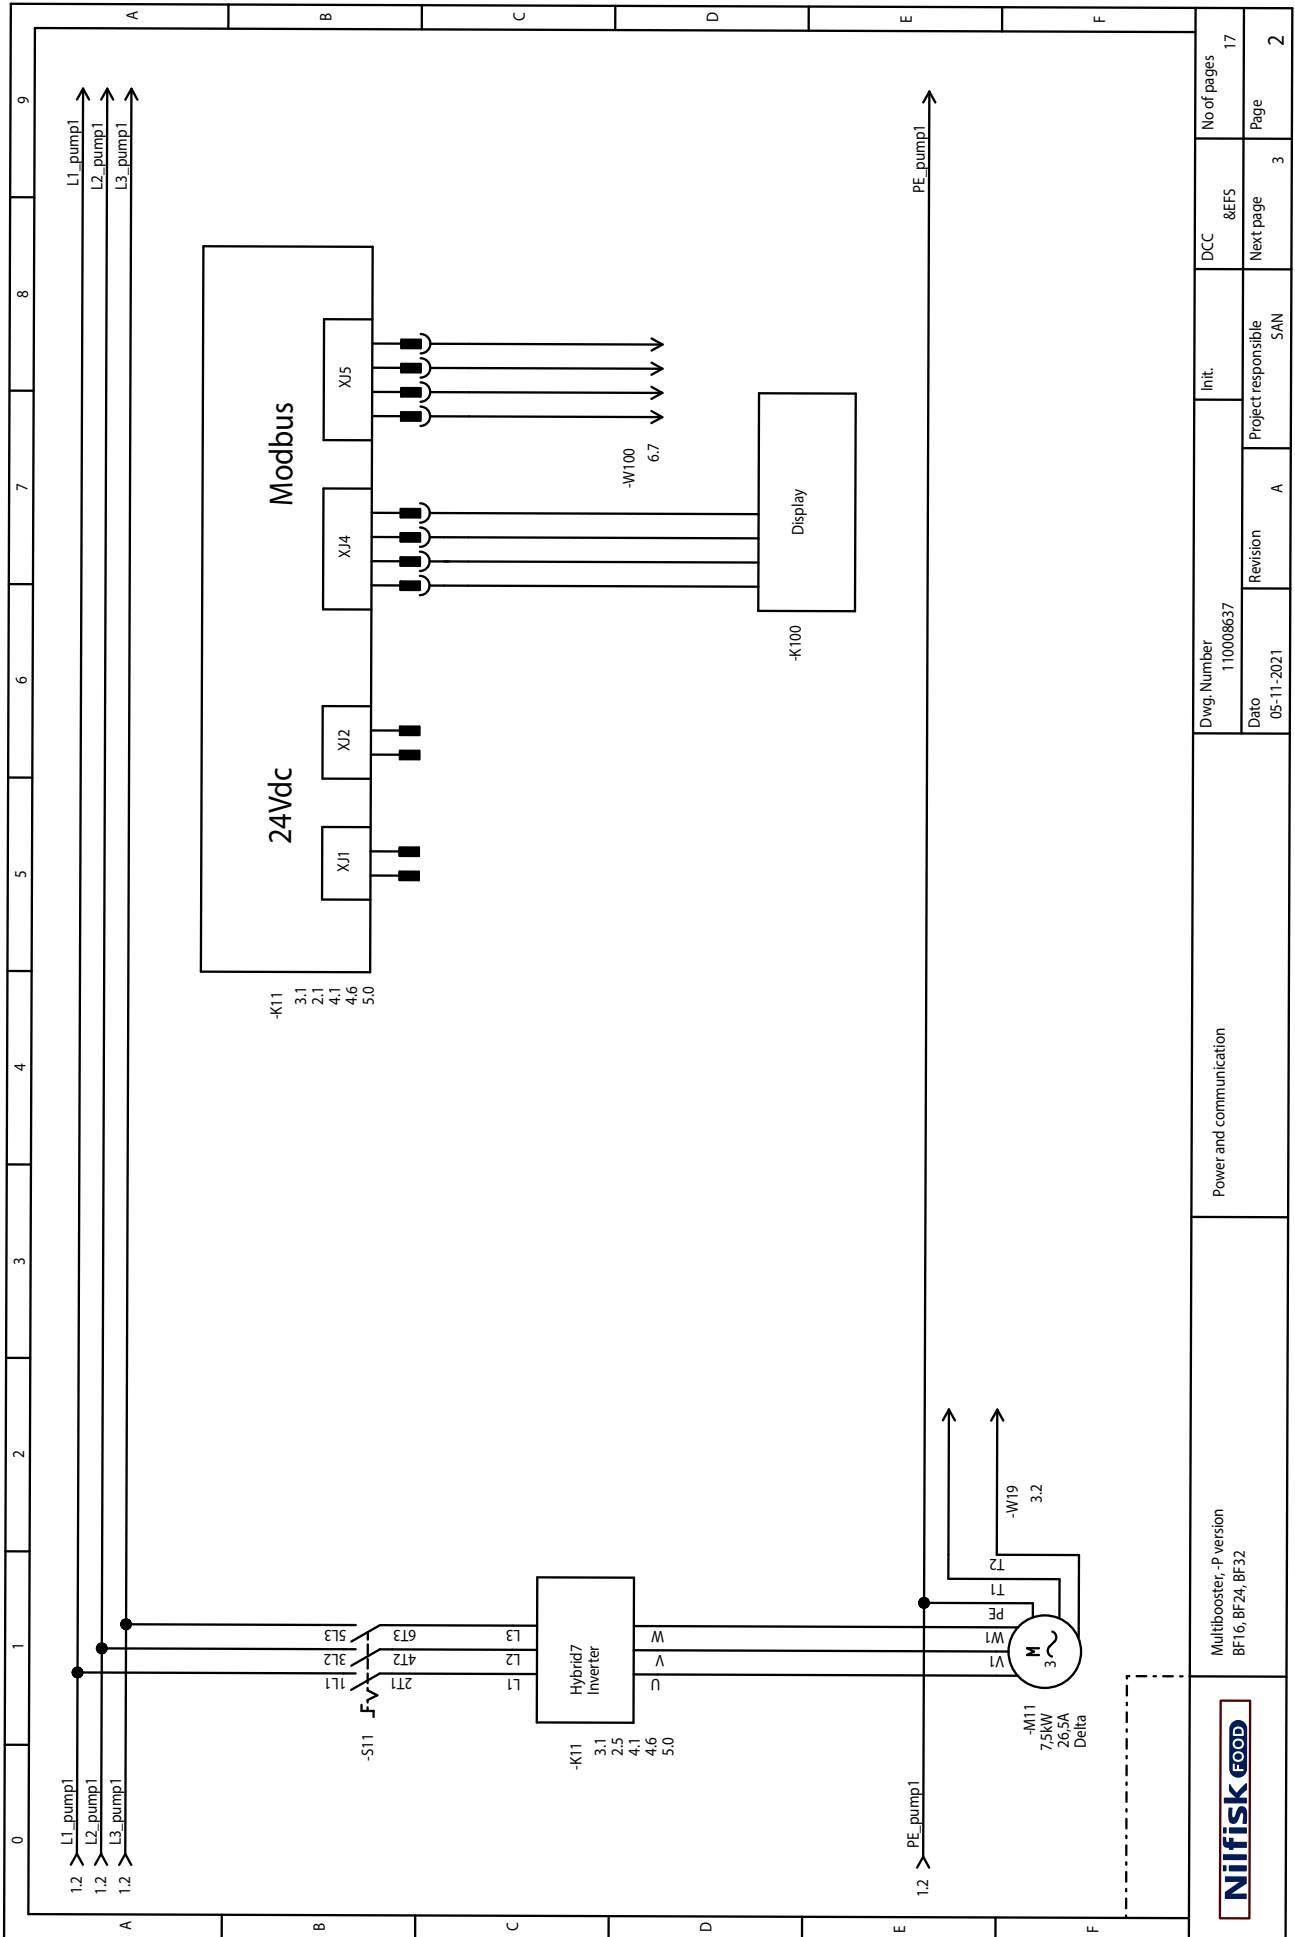 0 1 2 3 4 5 6 7 8 9
A
B
C
D
E
F
A
B
C
D
E
F
1.2 L1_pump1
1.2 L2_pump1
1.2 L3_pump1
L1_pump1
L2_pump1
L3_pump1
-S11
1L1 3L2 5L3
2T1 4T2 6T3
L1 L2 L3
-K11
3.1
2.5
4.1
4.6
5.0
Hybrid7
Inverter
U V W
1.2 PE_pump1
PE_pump1
V1 W1 PE T1 T2
-M11
7,5kW
26,5A
Delta
M
3
-W19
3.2
-K11
3.1
2.1
4.1
4.6
5.0
24Vdc
Modbus
XJ1
XJ2
XJ4
XJ5
-W100
6.7
-K100
Display
Nilfisk FOOD
Multibooster, -P version
BF16, BF24, BF32
Power and communication
Dwg. Number
110008637
Init.
DCC
&EFS
No of pages
17
Dato
05-11-2021
Revision
A
Project responsible
SAN
Next page
3
Page
2